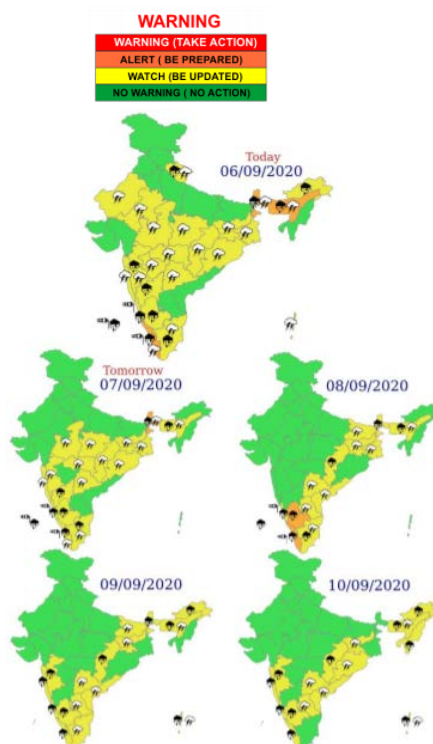 WARNING
WARNING (TAKE ACTION)
ALERT ( BE PREPARED)
WATCH (BE UPDATED)
NO WARNING ( NO ACTION)
Today
06/09/2020
Tomorrow
07/09/2020
08/09/2020
09/09/2020
10/09/2020